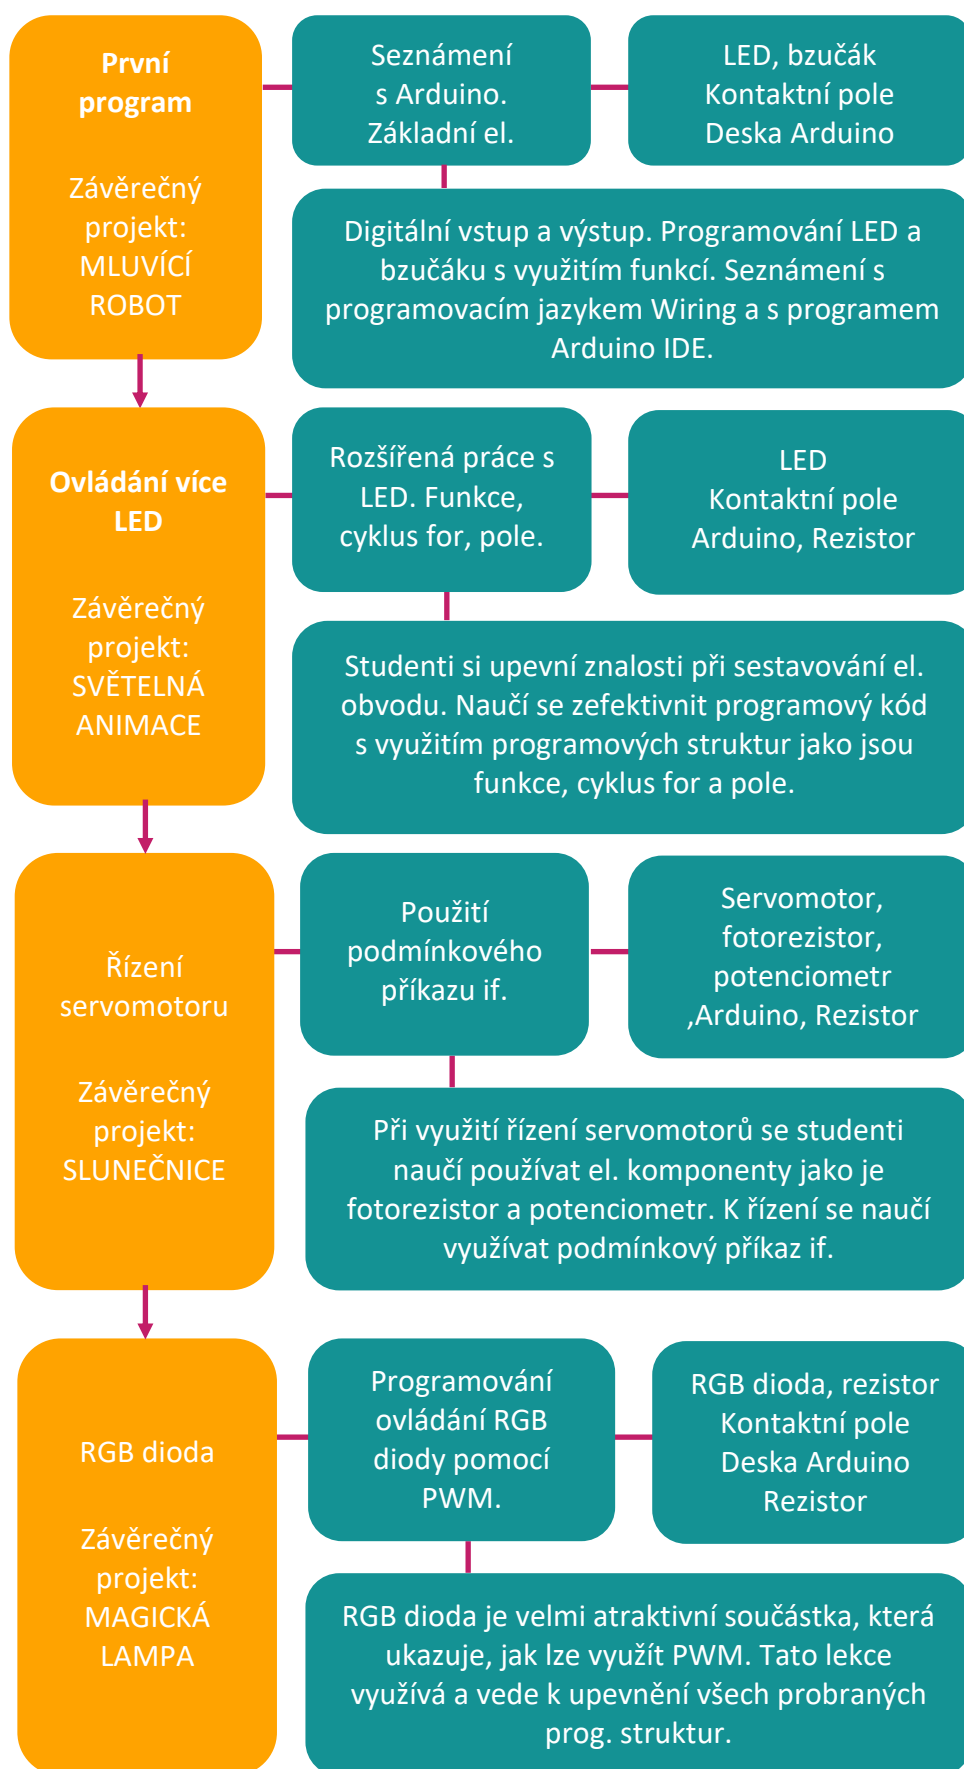 První
program
Závěrečný
projekt:
MLUVÍCÍ
ROBOT
Seznámení
s Arduino.
Základní el.
LED, bzučák
Kontaktní pole
Deska Arduino
Digitální vstup a výstup. Programování LED a
bzučáku s využitím funkcí. Seznámení s
programovacím jazykem Wiring a s programem
Arduino IDE.
Ovládání více
LED
Závěrečný
projekt:
SVĚTELNÁ
ANIMACE
Rozšířená práce s
LED. Funkce,
cyklus for, pole.
LED
Kontaktní pole
Arduino, Rezistor
Studenti si upevní znalosti při sestavování el.
obvodu. Naučí se zefektivnit programový kód
s využitím programových struktur jako jsou
funkce, cyklus for a pole.
Řízení
servomotoru
Závěrečný
projekt:
SLUNEČNICE
Použití
podmínkového
příkazu if.
Servomotor,
fotorezistor,
potenciometr
,Arduino, Rezistor
Při využití řízení servomotorů se studenti
naučí používat el. komponenty jako je
fotorezistor a potenciometr. K řízení se naučí
využívat podmínkový příkaz if.
RGB dioda
Závěrečný
projekt:
MAGICKÁ
LAMPA
Programování
ovládání RGB
diody pomocí
PWM.
RGB dioda, rezistor
Kontaktní pole
Deska Arduino
Rezistor
RGB dioda je velmi atraktivní součástka, která
ukazuje, jak lze využít PWM. Tato lekce
využívá a vede k upevnění všech probraných
prog. struktur.